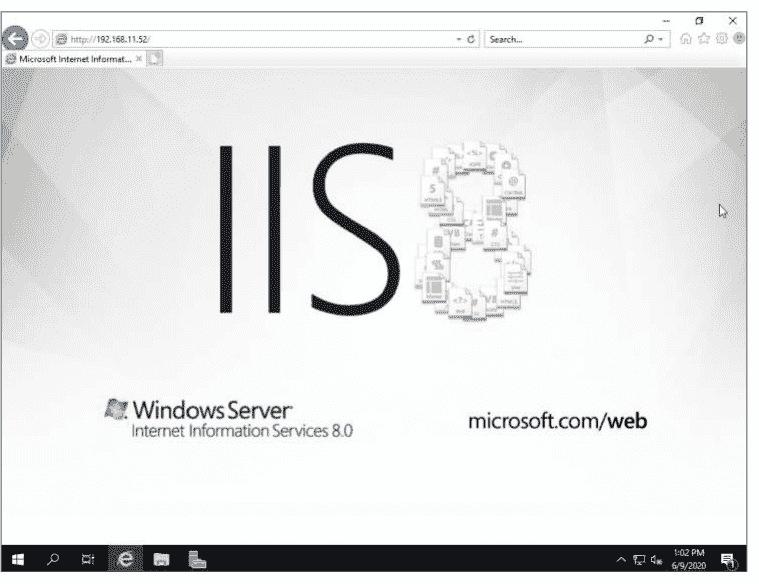 http://192.168.11.52/
Search...
Microsoft Internet Informat...
IIS8
Windows Server
Internet Information Services 8.0
microsoft.com/web
1:02 PM
6/9/2020